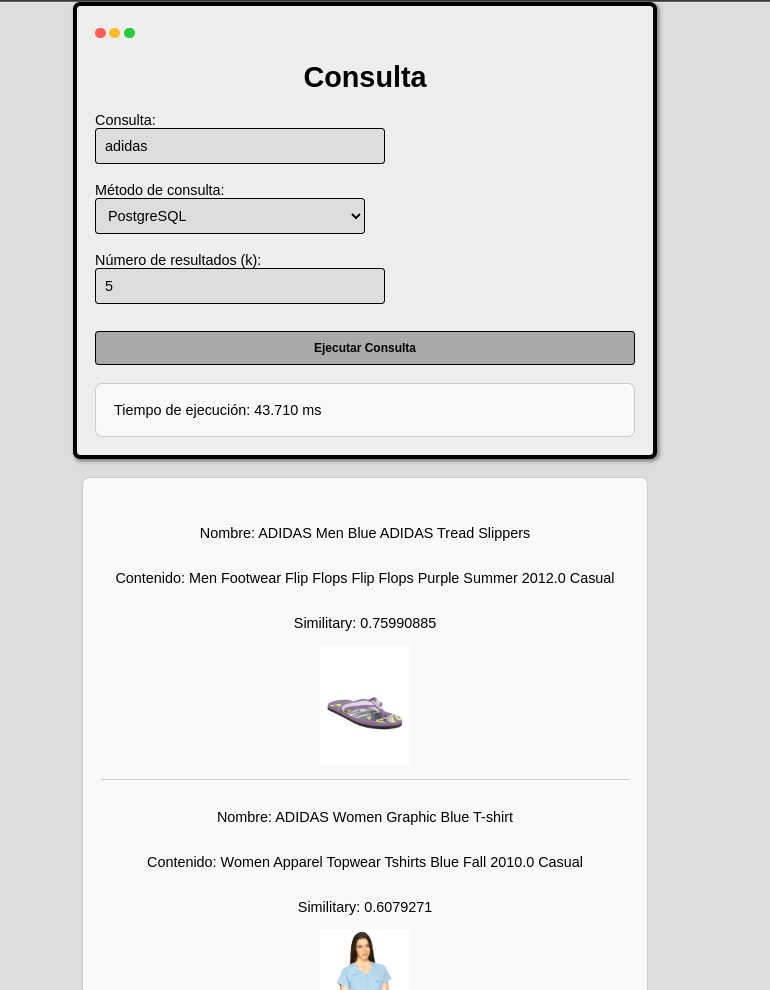 Consulta
Consulta:
adidas
Método de consulta:
PostgreSQL
Número de resultados (k):
5
Ejecutar Consulta
Tiempo de ejecución: 43.710 ms
Nombre: ADIDAS Men Blue ADIDAS Tread Slippers
Contenido: Men Footwear Flip Flops Flip Flops Purple Summer 2012.0 Casual
Similitary: 0.75990885
Nombre: ADIDAS Women Graphic Blue T-shirt
Contenido: Women Apparel Topwear Tshirts Blue Fall 2010.0 Casual
Similitary: 0.6079271